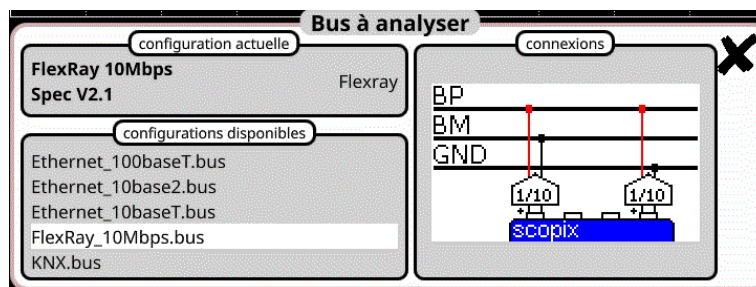 Bus à analyser
configuration actuelle
FlexRay 10Mbps
Spec V2.1
Flexray
configurations disponibles
Ethernet_100baseT.bus
Ethernet_10base2.bus
Ethernet_10baseT.bus
FlexRay_10Mbps.bus
KNX.bus
connexions
BP
BM
GND
1/10
1/10
scopix